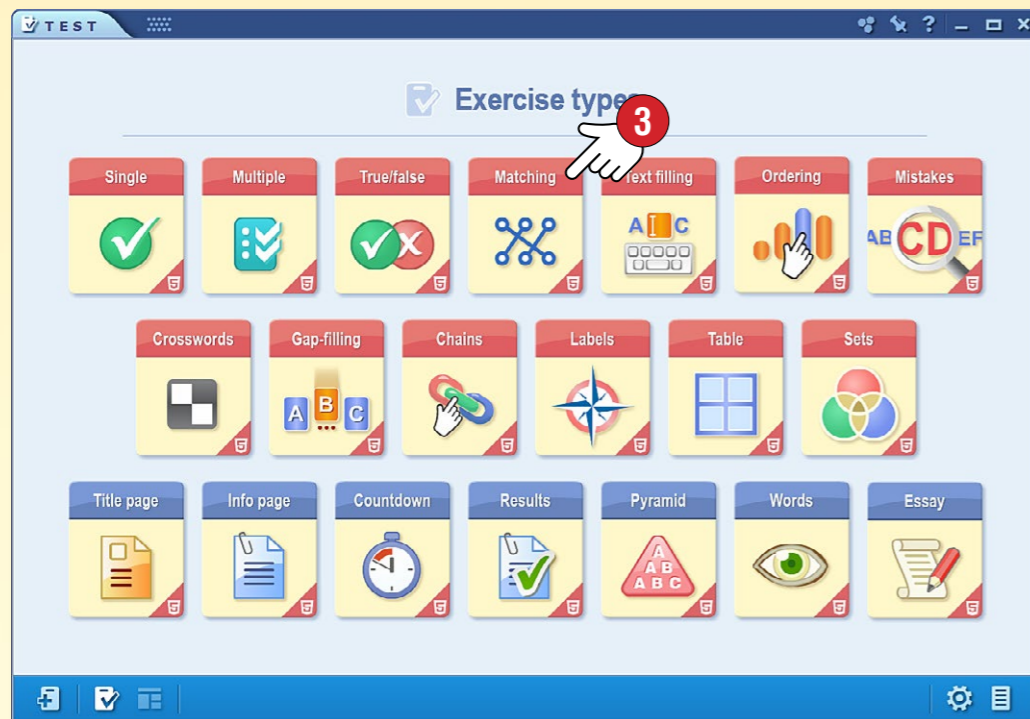 TEST
?
Exercise types
3
Single Multiple True/false Matching Text filling Ordering Mistakes
A C
AB CD EF
Crosswords Gap-filling Chains Labels Table Sets
A B C
Title page Info page Countdown Results Pyramid Words Essay
A
A B
A B C